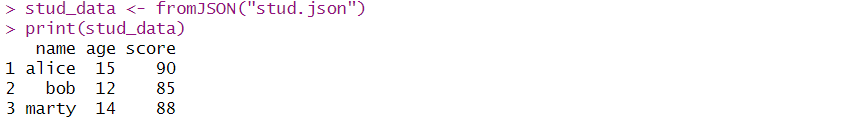 > stud_data <- fromJSON("stud.json")
> print(stud_data)
   name age score
1 alice  15    90
2   bob  12    85
3 marty  14    88